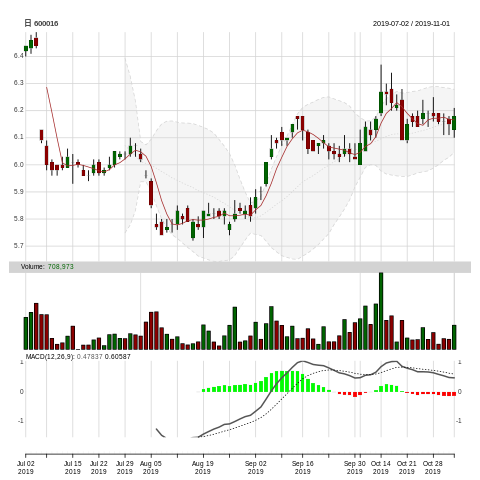 日 600016 2019-07-02 / 2019-11-01
6.4
6.3
6.2
6.1
6.0
5.9
5.8
5.7
Volume: 708,973
MACD(12,26,9): 0.47837 0.60587
1 1
0 0
-1 -1
Jul 02 Jul 15 Jul 22 Jul 29 Aug 05 Aug 19 Sep 02 Sep 16 Sep 30 Oct 14 Oct 21 Oct 28
2019 2019 2019 2019 2019 2019 2019 2019 2019 2019 2019 2019